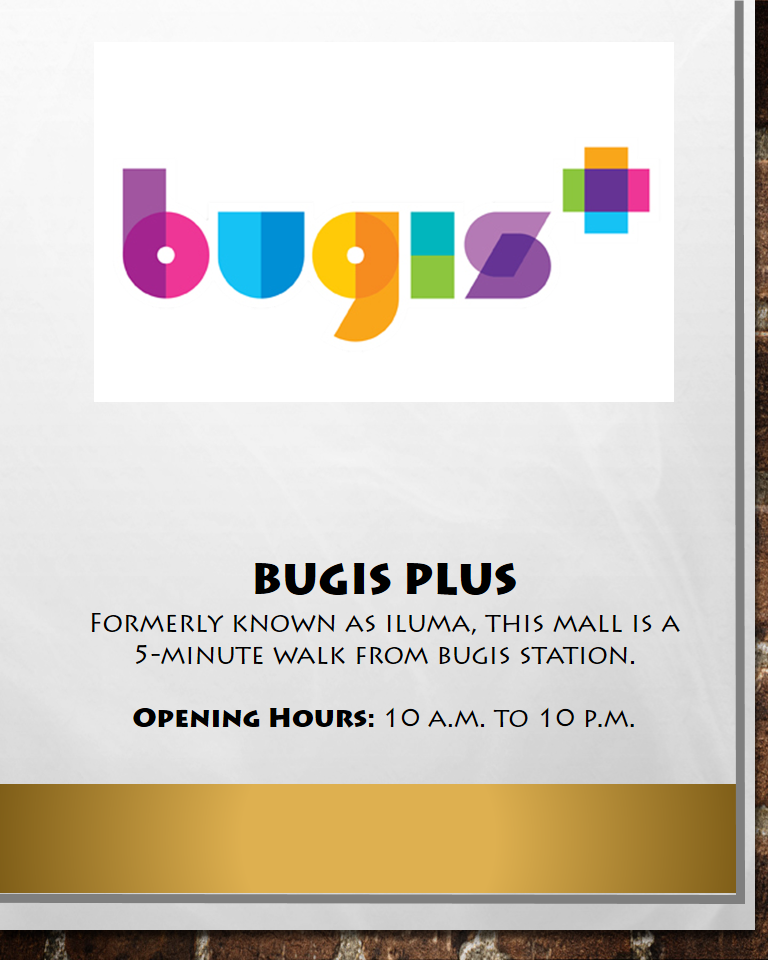 bugis+
BUGIS PLUS
FORMERLY KNOWN AS ILUMA, THIS MALL IS A
5-MINUTE WALK FROM BUGIS STATION.
OPENING HOURS: 10 A.M. TO 10 P.M.